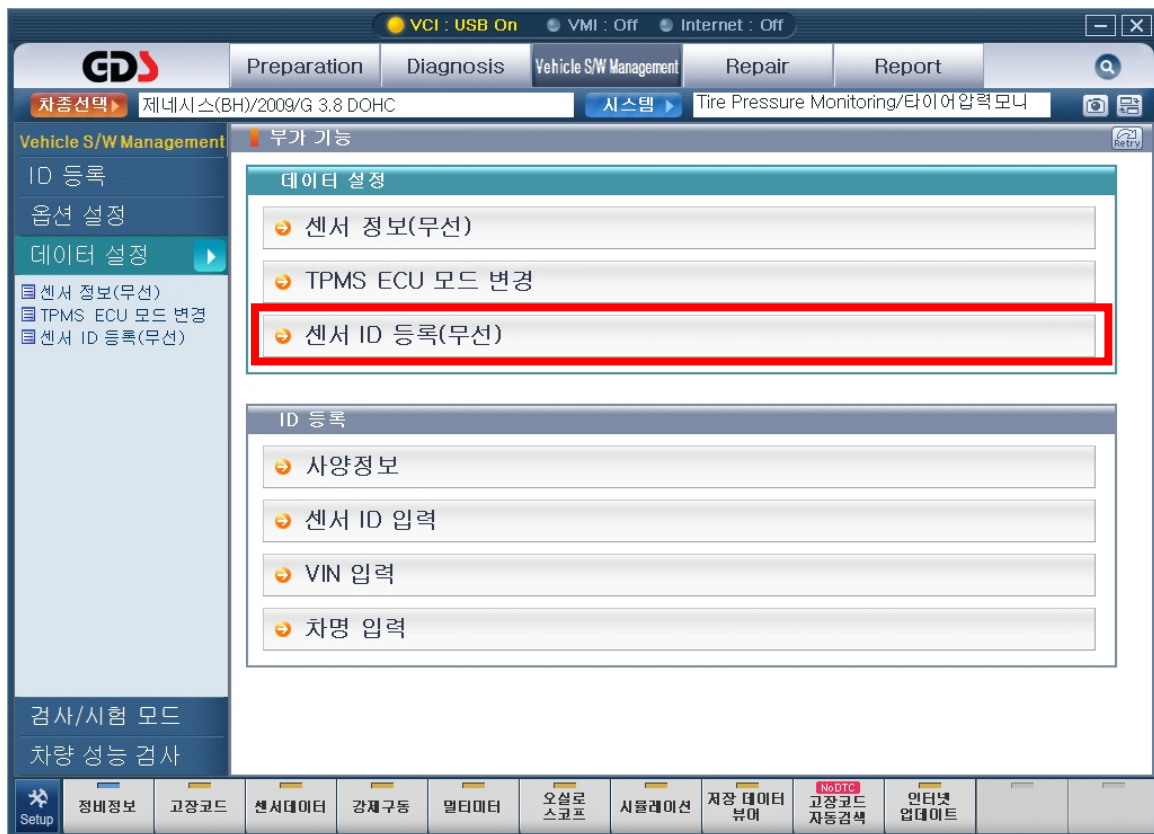 VCI : USB On VMI : Off Internet : Off
GDS Preparation Diagnosis Vehicle S/W Management Repair Report
차종선택 제네시스(BH)/2009/G 3.8 DOHC 시스템 Tire Pressure Monitoring/타이어압력모니
Vehicle S/W Management
ID 등록
옵션 설정
데이터 설정
센서 정보(무선)
TPMS ECU 모드 변경
센서 ID 등록(무선)
검사/시험 모드
차량 성능 검사
부가 기능
Retry
데이터 설정
센서 정보(무선)
TPMS ECU 모드 변경
센서 ID 등록(무선)
ID 등록
사양정보
센서 ID 입력
VIN 입력
차명 입력
Setup
정비정보
고장코드
센서데이터
강제구동
멀티미터
오실로
스코프
시뮬레이션
저장 데이터
뷰어
NoDTC
고장코드
자동검색
인터넷
업데이트